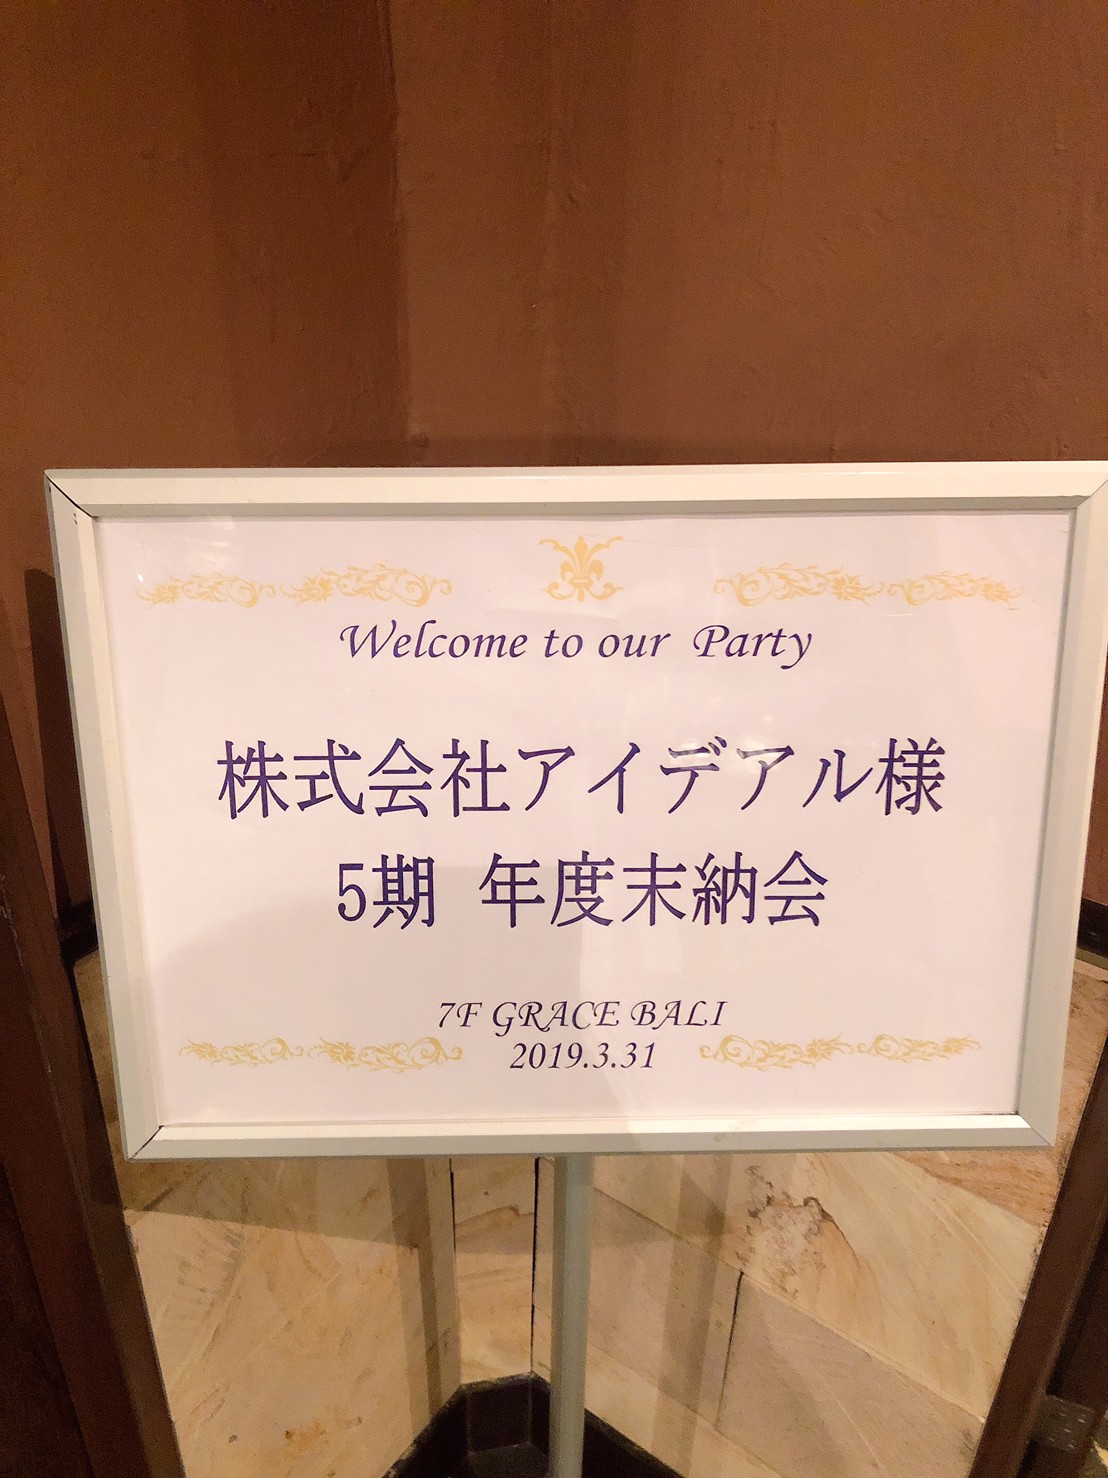 Welcome to our Party
株式会社アイデアル様
5期 年度末納会
7F GRACE BALI
2019.3.31